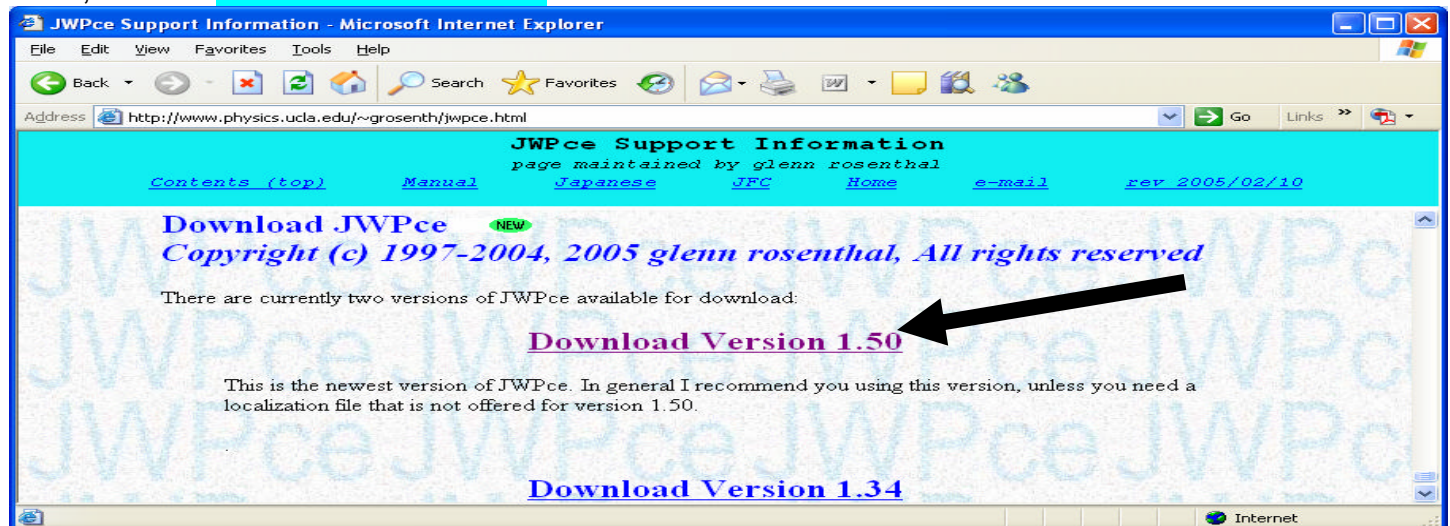 JWPce Support Information - Microsoft Internet Explorer
File Edit View Favorites Tools Help
Back Search Favorites
Address http://www.physics.ucla.edu/~grosenth/jwpce.html Go Links »
JWPce Support Information
page maintained by glenn rosenthal
Contents (top) Manual Japanese JFC Home e-mail rev 2005/02/10
Download JWPce NEW
Copyright (c) 1997-2004, 2005 glenn rosenthal, All rights reserved
There are currently two versions of JWPce available for download:
Download Version 1.50
This is the newest version of JWPce. In general I recommend you using this version, unless you need a
localization file that is not offered for version 1.50.
.
Download Version 1.34
Internet